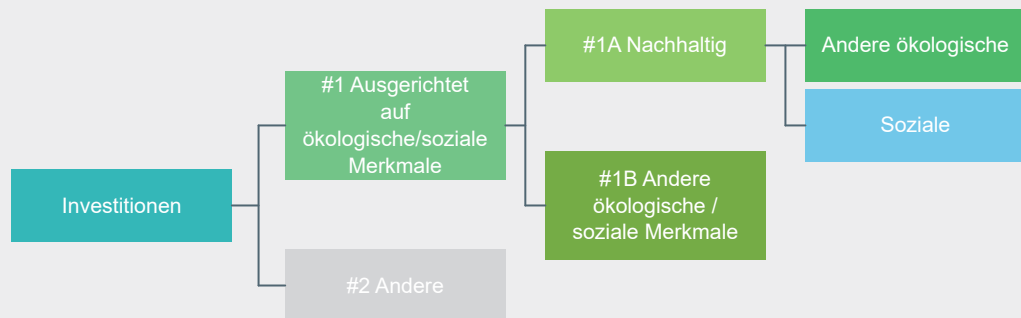 Investitionen
#1 Ausgerichtet
auf
ökologische/soziale
Merkmale
#2 Andere
#1A Nachhaltig
#1B Andere
ökologische /
soziale Merkmale
Andere ökologische
Soziale